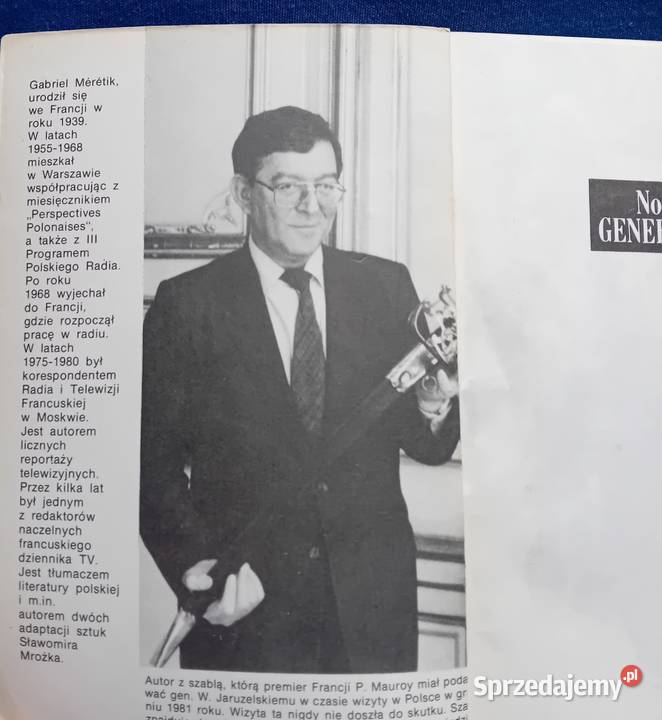 Gabriel Mérétik,
urodził się
we Francji w
roku 1939.
W latach
1955-1968
mieszkał
w Warszawie
współpracując z
miesięcznikiem
„Perspectives
Polonaises",
a także z III
Programem
Polskiego Radia.
Po roku
1968 wyjechał
do Francji,
gdzie rozpoczął
pracę w radiu.
W latach
1975-1980 był
korespondentem
Radia i Telewizji
Francuskiej
w Moskwie.
Jest autorem
licznych
reportaży
telewizyjnych.
Przez kilka lat
był jednym
z redaktorów
naczelnych
francuskiego
dziennika TV.
Jest tłumaczem
literatury polskiej
i m.in.
autorem dwóch
adaptacji sztuk
Sławomira
Mrożka.
Autor z szablą, którą premier Francji P. Mauroy miał poda
wać gen. W. Jaruzelskiemu w czasie wizyty w Polsce w gr
niu 1981 roku. Wizyta ta nigdy nie doszła do skutku. Sza
No
GENE
Sprzedajemy.pl